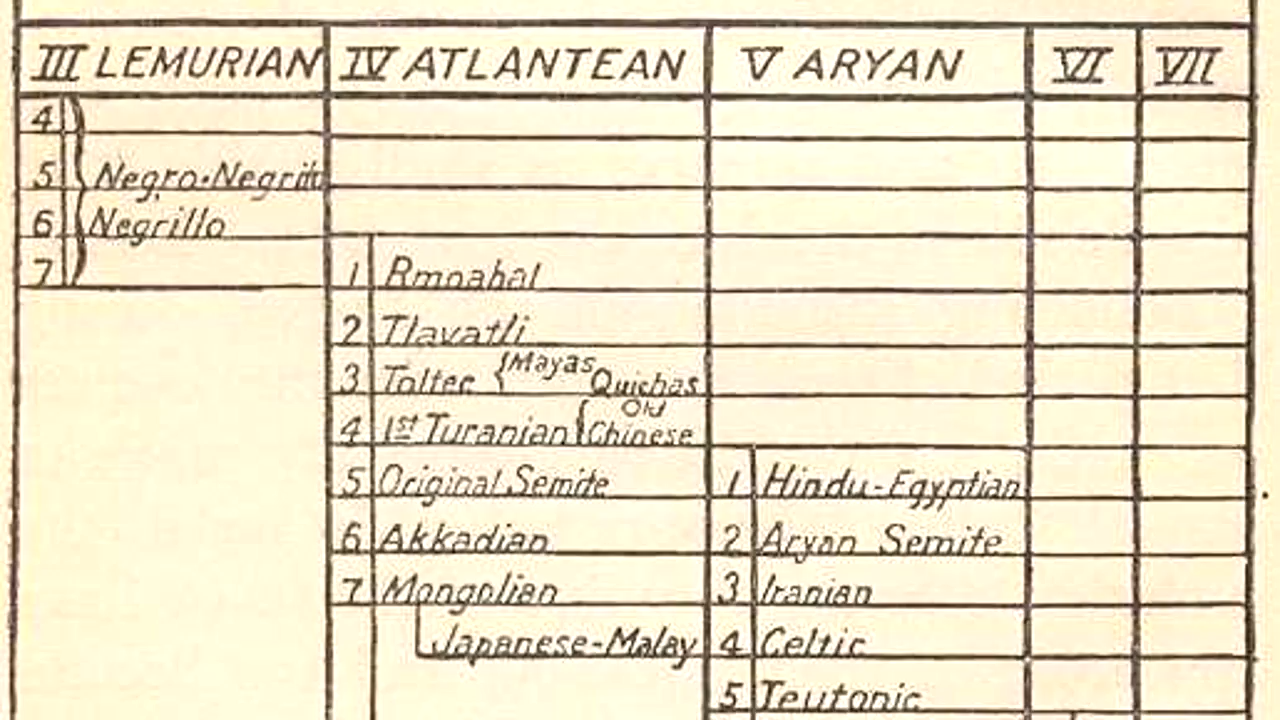 III LEMURIAN IV ATLANTEAN V ARYAN VI VII
4
5 Negro-Negrito
6 Negrillo
7 1 Rmoahal
2 Tlavatli
3 Toltec { Mayas Quichas
4 1st Turanian { Old Chinese
5 Original Semite 1 Hindu-Egyptian
6 Akkadian 2 Aryan Semite
7 Mongolian 3 Iranian
Japanese-Malay 4 Celtic
5 Teutonic